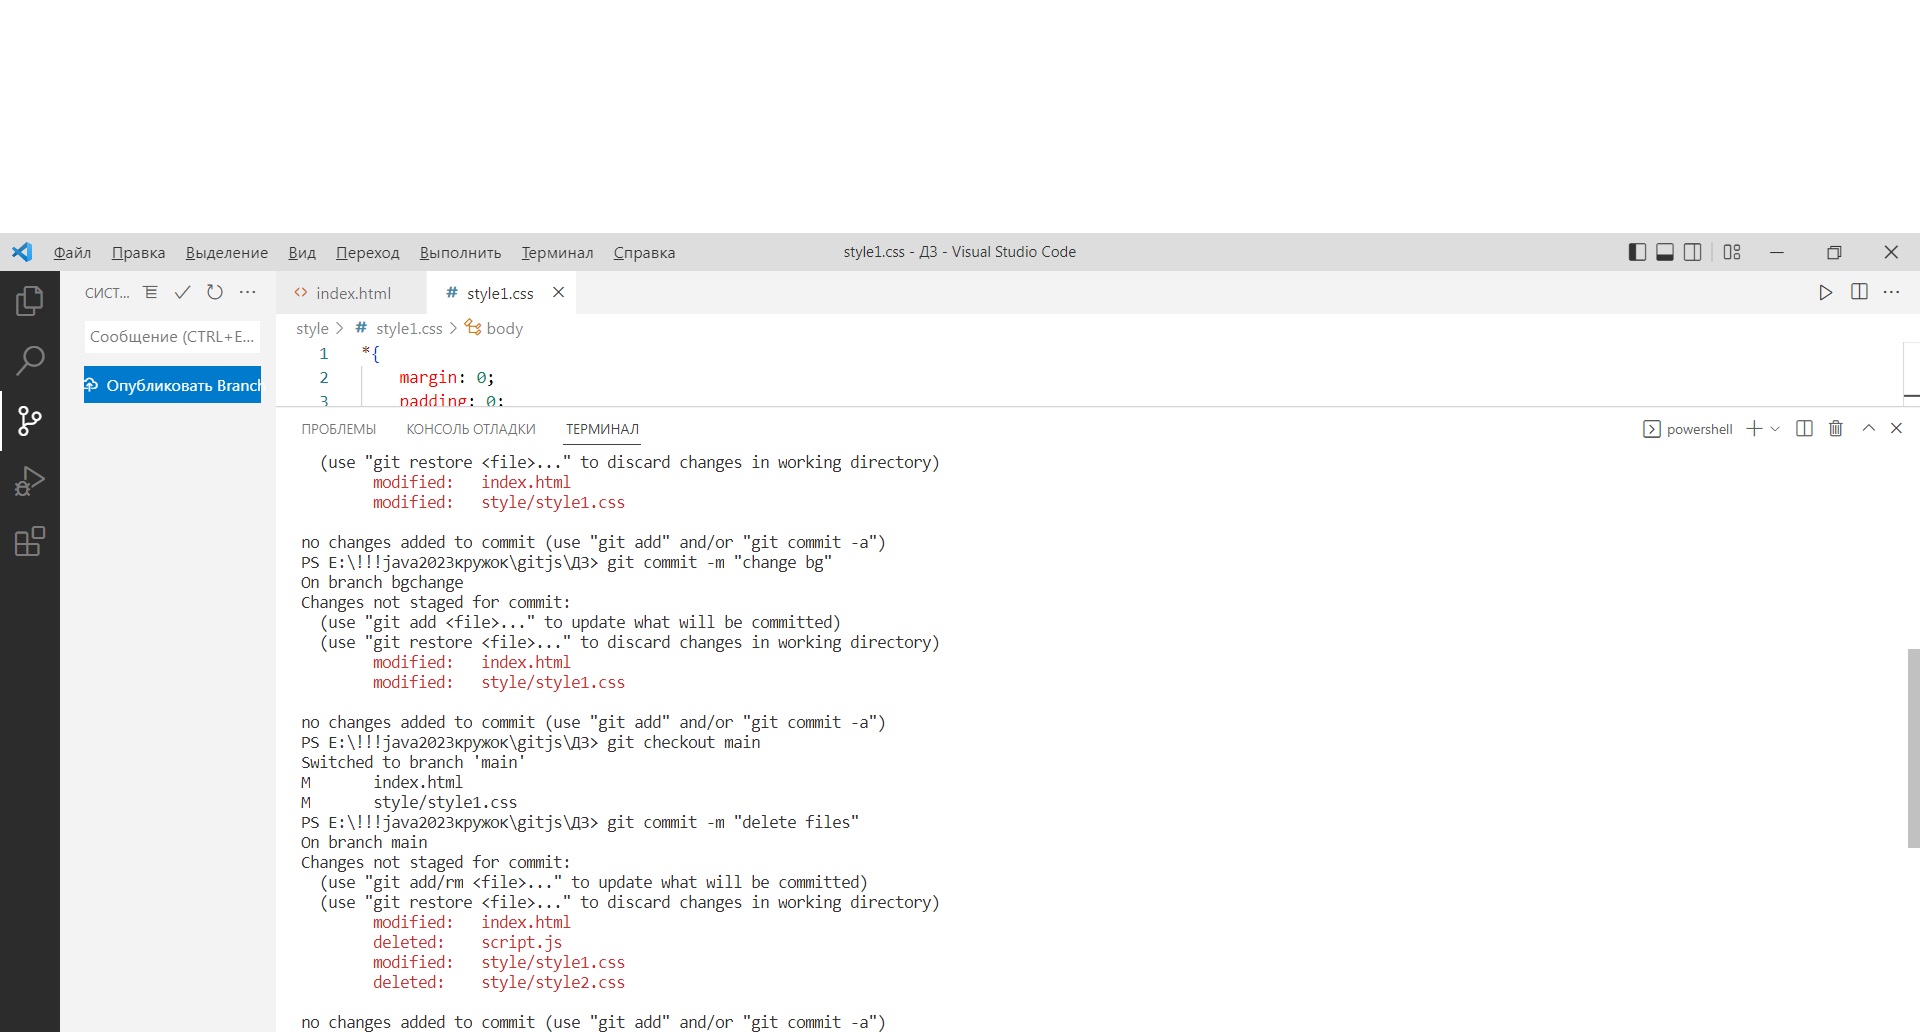 Файл Правка Выделение Вид Переход Выполнить Терминал Справка style1.css - ДЗ - Visual Studio Code
СИСТ...
index.html
style1.css
Сообщение (CTRL+E...
Опубликовать Branch
style > style1.css > body
1 *{
2 margin: 0;
3 padding: 0;
ПРОБЛЕМЫ КОНСОЛЬ ОТЛАДКИ ТЕРМИНАЛ powershell
(use "git restore <file>..." to discard changes in working directory)
modified: index.html
modified: style/style1.css
no changes added to commit (use "git add" and/or "git commit -a")
PS E:\!!!java2023кружок\gitjs\ДЗ> git commit -m "change bg"
On branch bgchange
Changes not staged for commit:
(use "git add <file>..." to update what will be committed)
(use "git restore <file>..." to discard changes in working directory)
modified: index.html
modified: style/style1.css
no changes added to commit (use "git add" and/or "git commit -a")
PS E:\!!!java2023кружок\gitjs\ДЗ> git checkout main
Switched to branch 'main'
M index.html
M style/style1.css
PS E:\!!!java2023кружок\gitjs\ДЗ> git commit -m "delete files"
On branch main
Changes not staged for commit:
(use "git add/rm <file>..." to update what will be committed)
(use "git restore <file>..." to discard changes in working directory)
modified: index.html
deleted: script.js
modified: style/style1.css
deleted: style/style2.css
no changes added to commit (use "git add" and/or "git commit -a")